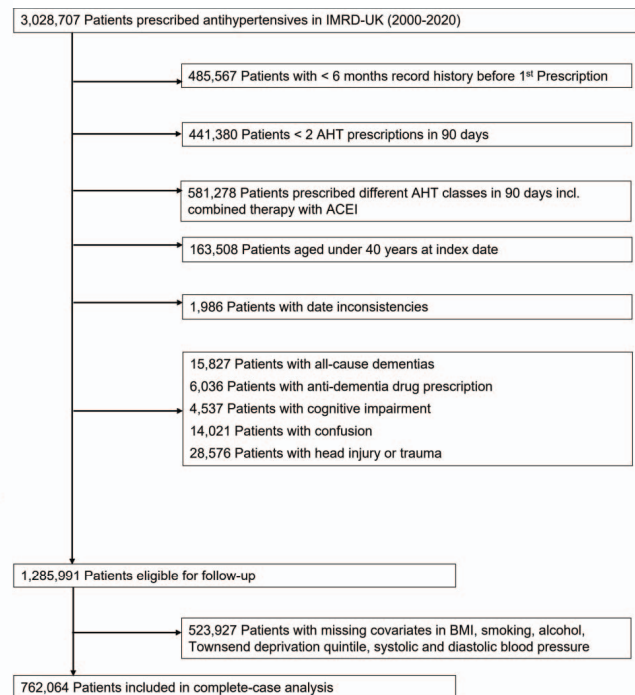 3,028,707 Patients prescribed antihypertensives in IMRD-UK (2000-2020)
485,567 Patients with < 6 months record history before 1st Prescription
441,380 Patients < 2 AHT prescriptions in 90 days
581,278 Patients prescribed different AHT classes in 90 days incl.
combined therapy with ACEI
163,508 Patients aged under 40 years at index date
1,986 Patients with date inconsistencies
15,827 Patients with all-cause dementias
6,036 Patients with anti-dementia drug prescription
4,537 Patients with cognitive impairment
14,021 Patients with confusion
28,576 Patients with head injury or trauma
1,285,991 Patients eligible for follow-up
523,927 Patients with missing covariates in BMI, smoking, alcohol,
Townsend deprivation quintile, systolic and diastolic blood pressure
762,064 Patients included in complete-case analysis